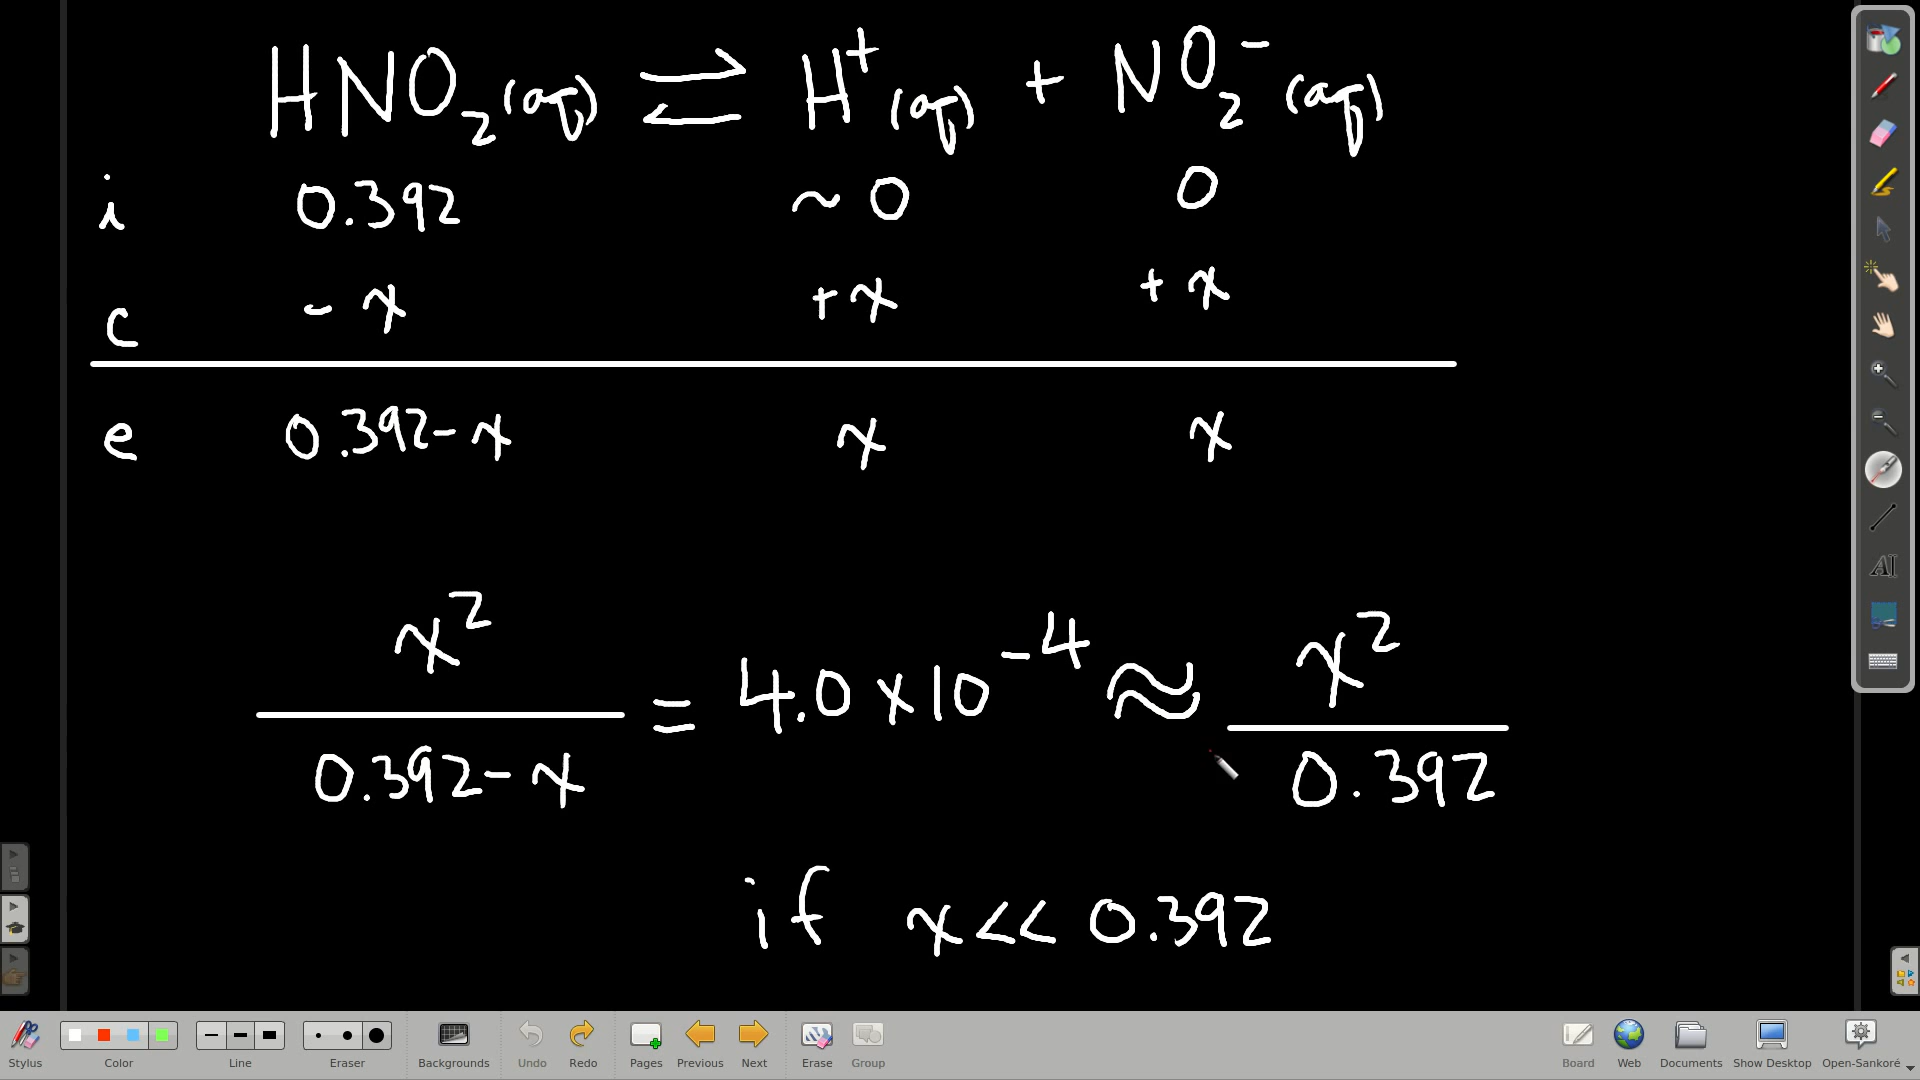 HNO₂(aq) ⇌ H⁺(aq) + NO₂⁻(aq)
i 0.392 ~0 0
c -x +x +x
e 0.392-x x x
x²/(0.392-x) = 4.0x10⁻⁴ ≈ x²/0.392
if x<<0.392
AI
Stylus Color Line Eraser Backgrounds Undo Redo Pages Previous Next Erase Group Board Web Documents Show Desktop Open-Sankoré